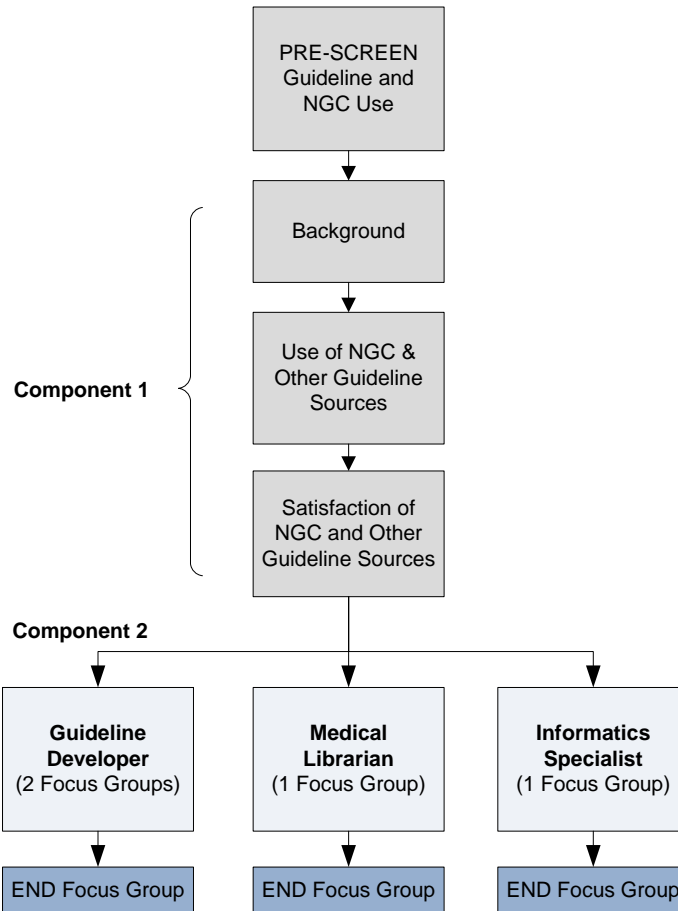 PRE-SCREEN
Guideline and
NGC Use
Background
Use of NGC &
Other Guideline
Sources
Component 1
Satisfaction of
NGC and Other
Guideline Sources
Component 2
Guideline
Developer
(2 Focus Groups)
Medical
Librarian
(1 Focus Group)
Informatics
Specialist
(1 Focus Group)
END Focus Group
END Focus Group
END Focus Group